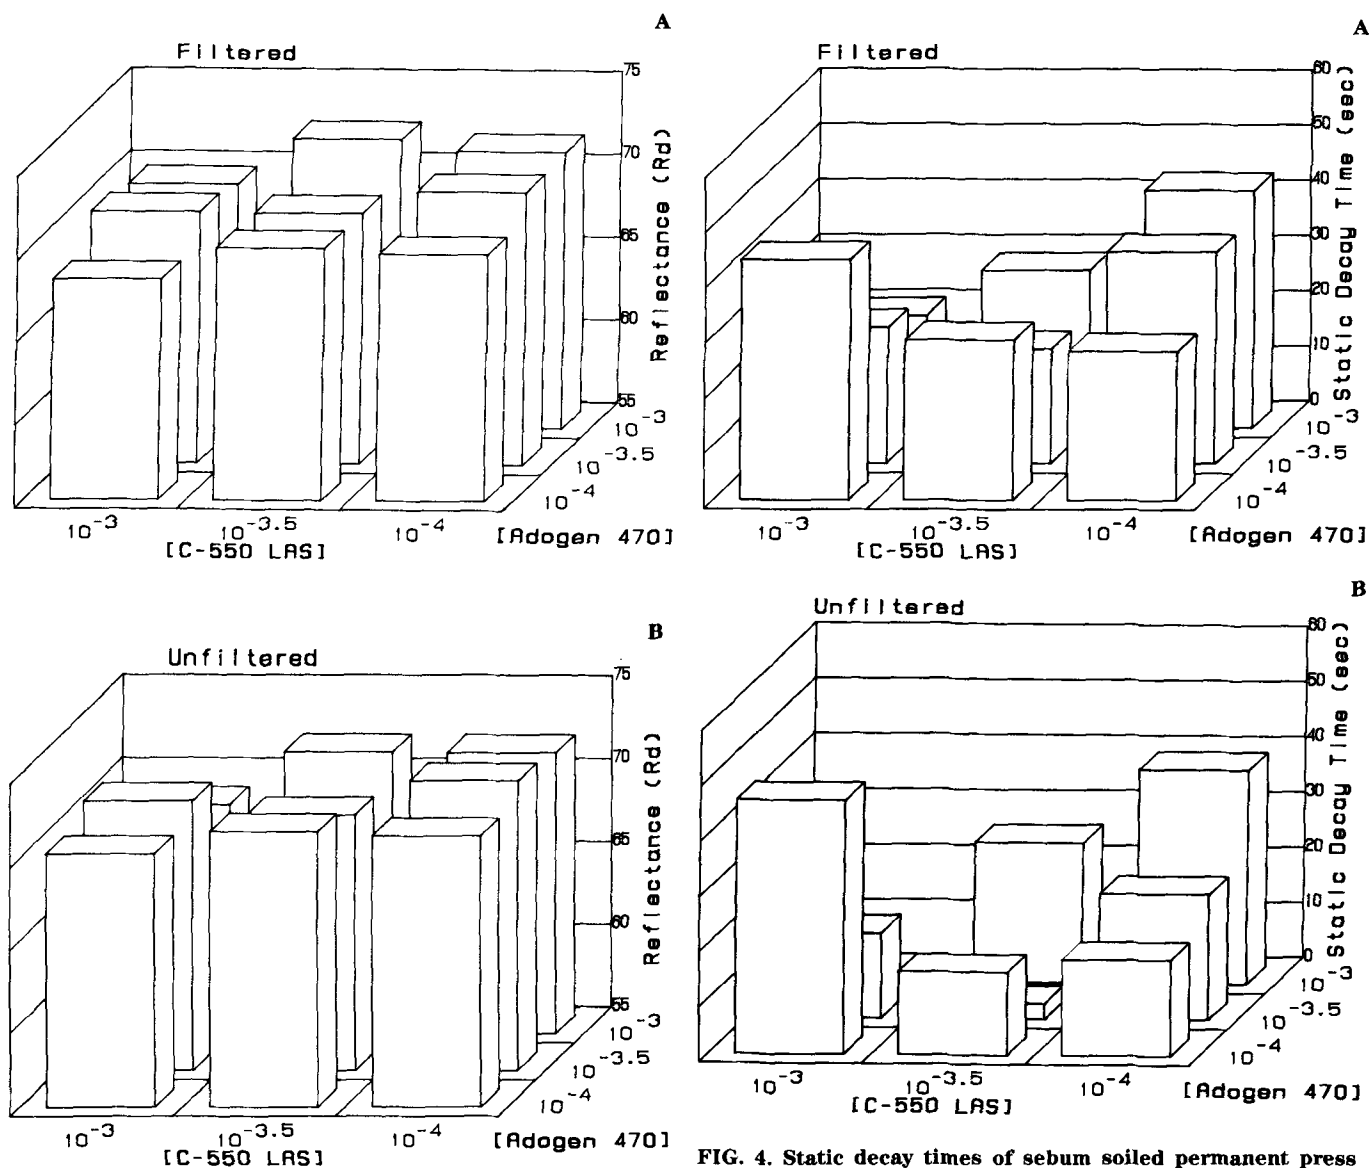 A
Filtered
75
70
65
60
55
Reflectance (Rd)
10-3
10-3.5
10-4
10-3
10-3.5
10-4
[C-550 LAS]
[Adogen 470]
A
Filtered
60
50
40
30
20
10
0
Static Decay Time (sec)
10-3
10-3.5
10-4
10-3
10-3.5
10-4
[C-550 LAS]
[Adogen 470]
B
Unfiltered
75
70
65
60
55
Reflectance (Rd)
10-3
10-3.5
10-4
10-3
10-3.5
10-4
[C-550 LAS]
[Adogen 470]
B
Unfiltered
60
50
40
30
20
10
0
Static Decay Time (sec)
10-3
10-3.5
10-4
10-3
10-3.5
10-4
[C-550 LAS]
[Adogen 470]
FIG. 4. Static decay times of sebum soiled permanent press